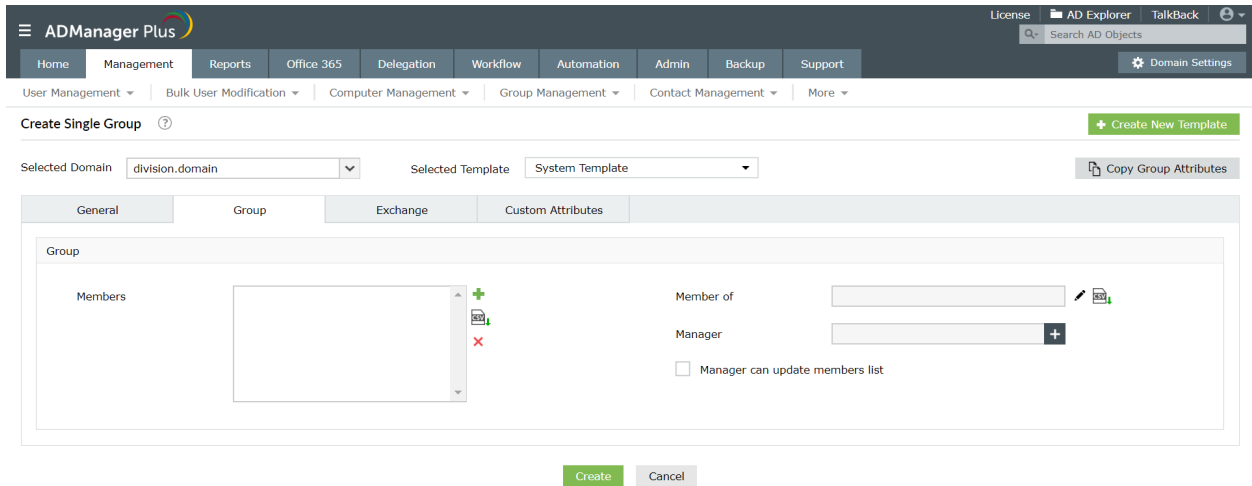 License AD Explorer TalkBack
ADManager Plus
Search AD Objects
Home Management Reports Office 365 Delegation Workflow Automation Admin Backup Support Domain Settings
User Management Bulk User Modification Computer Management Group Management Contact Management More
Create Single Group ? + Create New Template
Selected Domain division.domain Selected Template System Template Copy Group Attributes
General Group Exchange Custom Attributes
Group
Members Member of
CSV CSV
Manager
Manager can update members list
Create Cancel